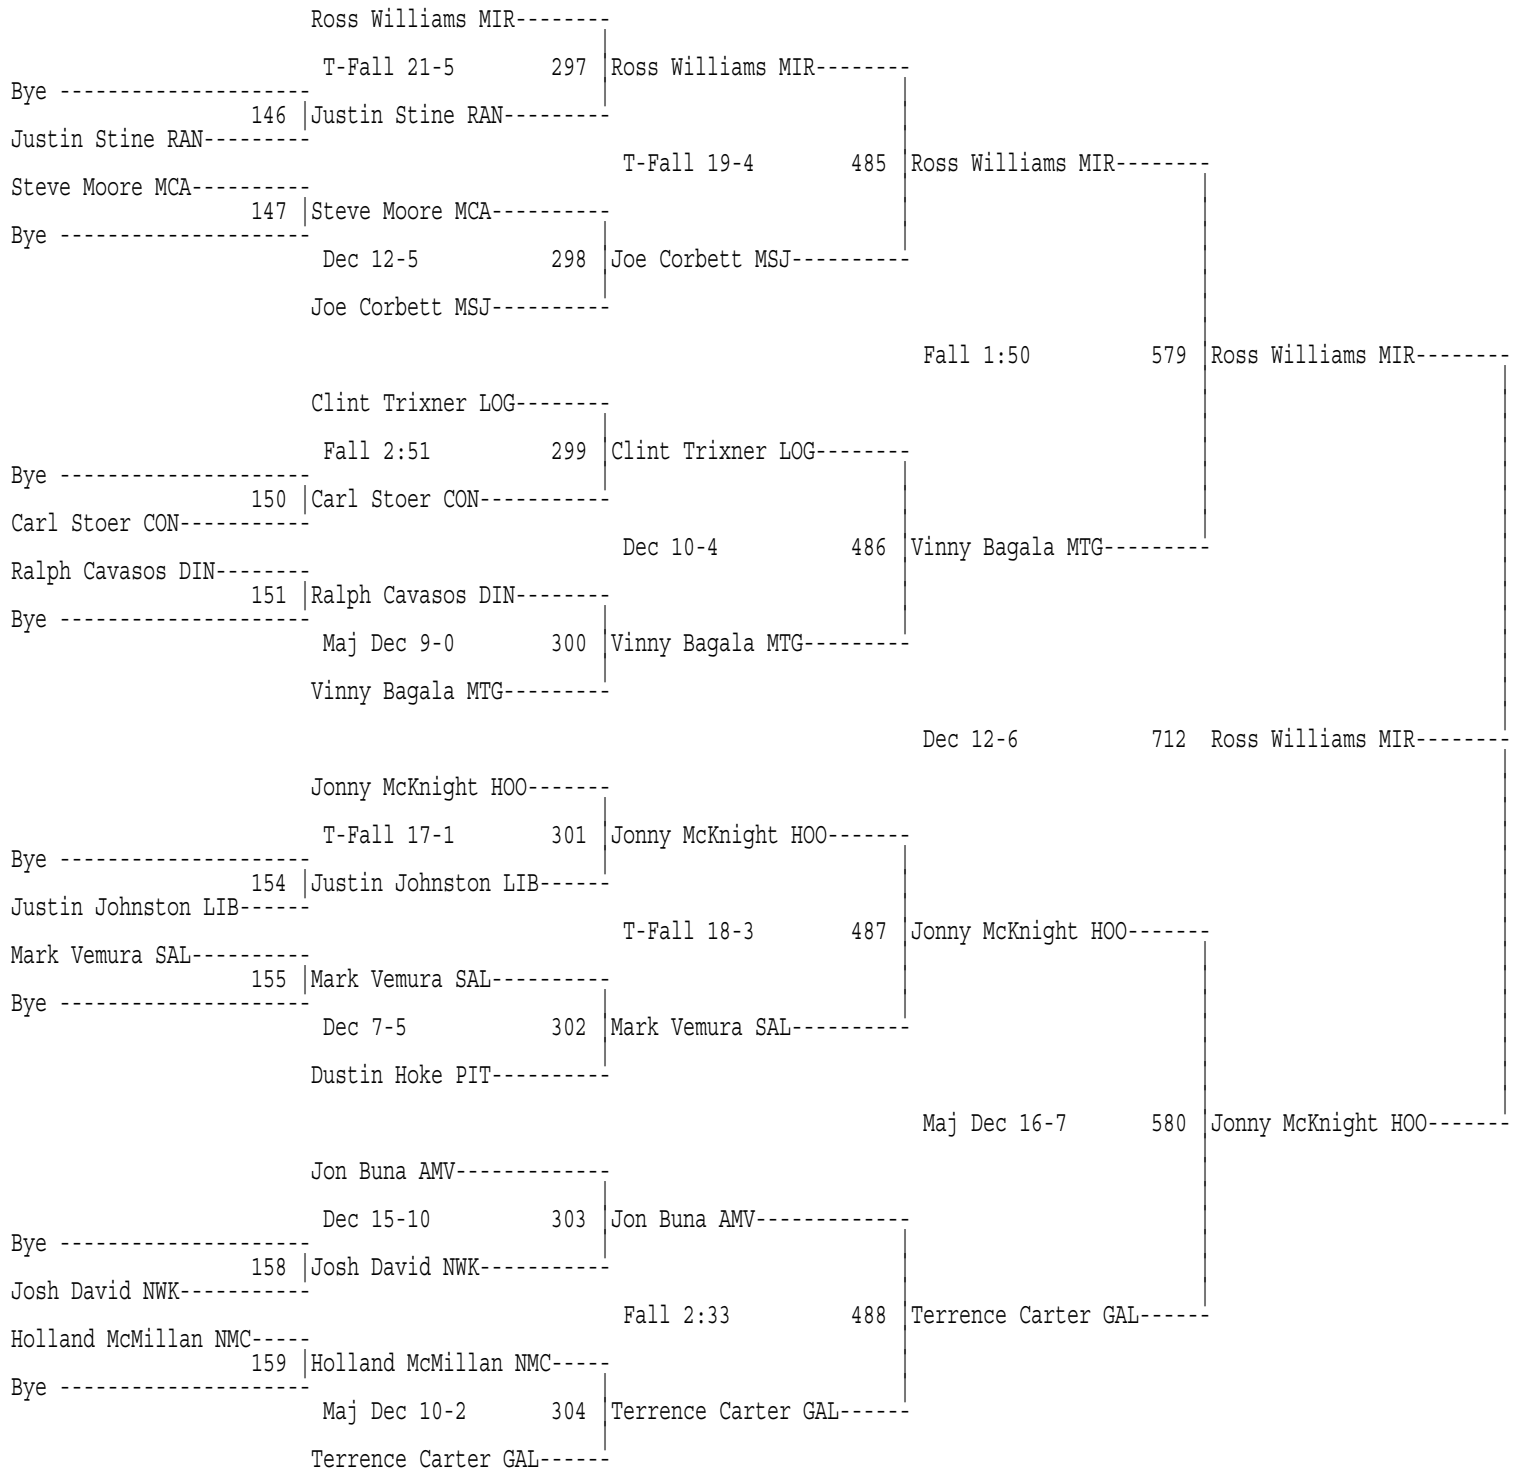 Ross Williams MIR--------
T-Fall 21-5 297 |Ross Williams MIR--------
Bye ---------------------
146 |Justin Stine RAN---------
Justin Stine RAN---------
T-Fall 19-4 485 |Ross Williams MIR--------
Steve Moore MCA----------
147 |Steve Moore MCA----------
Bye ---------------------
Dec 12-5 298 |Joe Corbett MSJ----------
Joe Corbett MSJ----------
Fall 1:50 579 |Ross Williams MIR--------
Clint Trixner LOG--------
Fall 2:51 299 |Clint Trixner LOG--------
Bye ---------------------
150 |Carl Stoer CON-----------
Carl Stoer CON-----------
Dec 10-4 486 |Vinny Bagala MTG---------
Ralph Cavasos DIN--------
151 |Ralph Cavasos DIN--------
Bye ---------------------
Maj Dec 9-0 300 |Vinny Bagala MTG---------
Vinny Bagala MTG---------
Dec 12-6 712 Ross Williams MIR--------
Jonny McKnight HOO-------
T-Fall 17-1 301 |Jonny McKnight HOO-------
Bye ---------------------
154 |Justin Johnston LIB------
Justin Johnston LIB------
T-Fall 18-3 487 |Jonny McKnight HOO-------
Mark Vemura SAL----------
155 |Mark Vemura SAL----------
Bye ---------------------
Dec 7-5 302 |Mark Vemura SAL----------
Dustin Hoke PIT----------
Maj Dec 16-7 580 |Jonny McKnight HOO-------
Jon Buna AMV-------------
Dec 15-10 303 |Jon Buna AMV-------------
Bye ---------------------
158 |Josh David NWK-----------
Josh David NWK-----------
Fall 2:33 488 |Terrence Carter GAL------
Holland McMillan NMC-----
159 |Holland McMillan NMC-----
Bye ---------------------
Maj Dec 10-2 304 |Terrence Carter GAL------
Terrence Carter GAL------